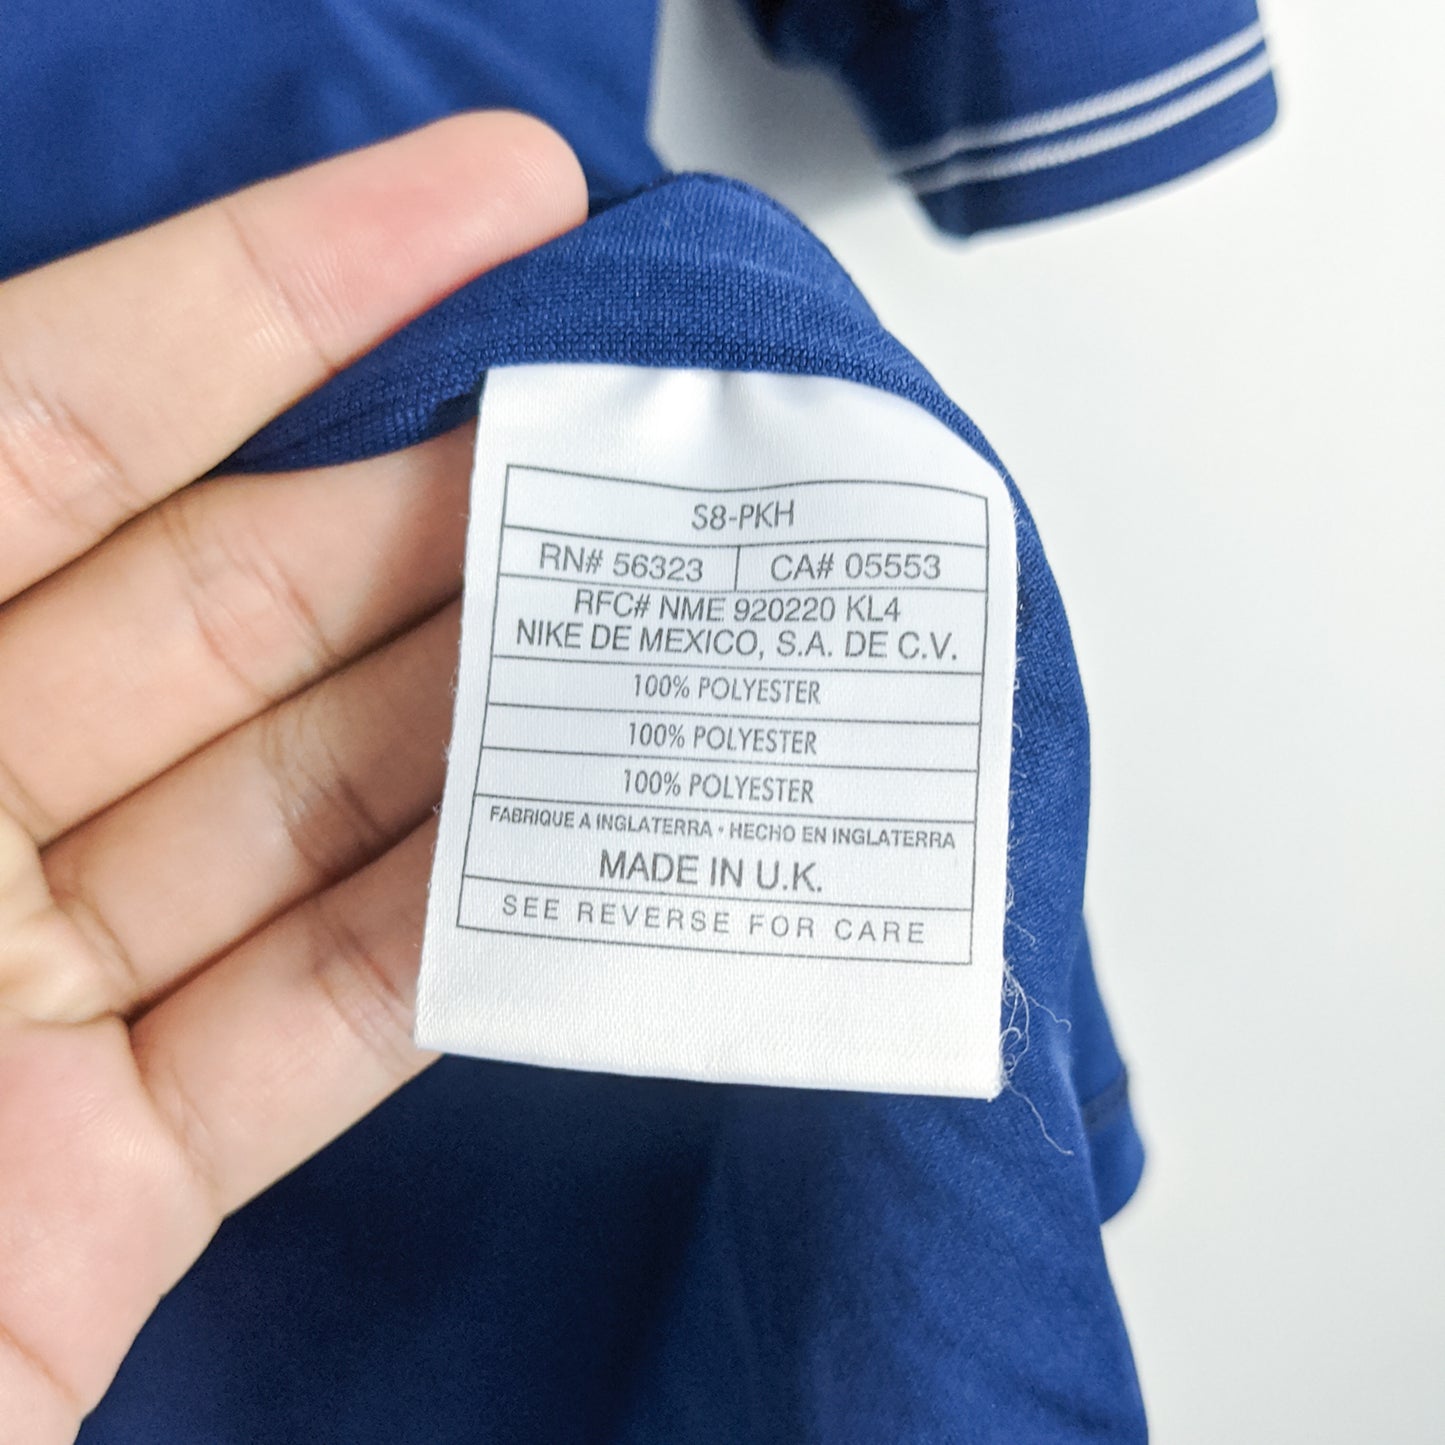 S8-PKH
RN# 56323 CA# 05553
RFC# NME 920220 KL4
NIKE DE MEXICO, S.A. DE C.V.
100% POLYESTER
100% POLYESTER
100% POLYESTER
FABRIQUE A INGLATERRA • HECHO EN INGLATERRA
MADE IN U.K.
SEE REVERSE FOR CARE